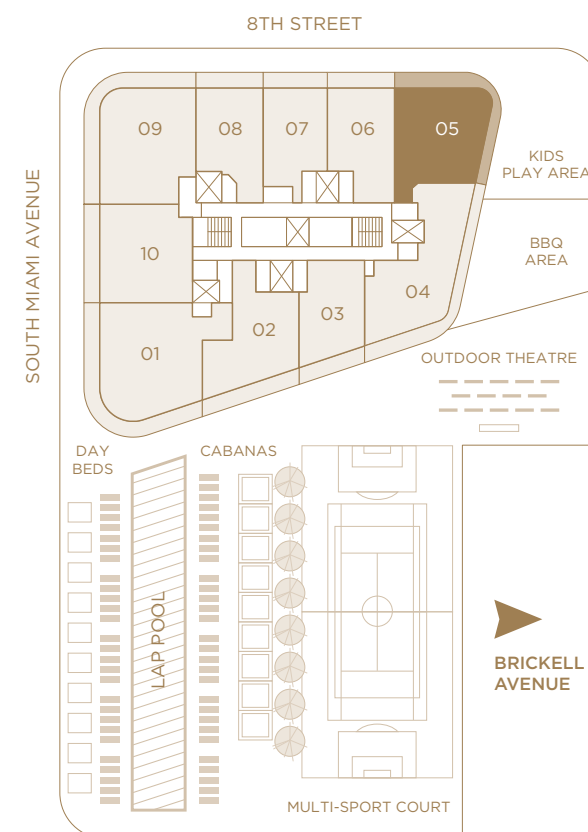 8TH STREET
09
08
07
06
05
KIDS
PLAY AREA
SOUTH MIAMI AVENUE
10
BBQ
AREA
04
03
02
01
OUTDOOR THEATRE
DAY
BEDS
CABANAS
LAP POOL
BRICKELL
AVENUE
MULTI-SPORT COURT